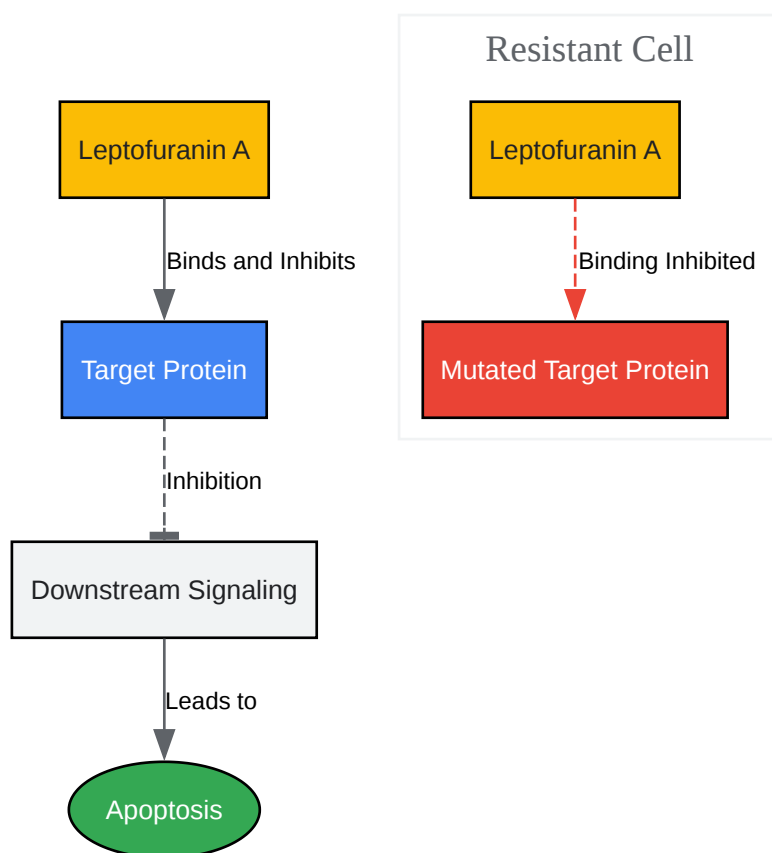 Leptofuranin A
Binds and Inhibits
Target Protein
Inhibition
Downstream Signaling
Leads to
Apoptosis
Resistant Cell
Leptofuranin A
Binding Inhibited
Mutated Target Protein